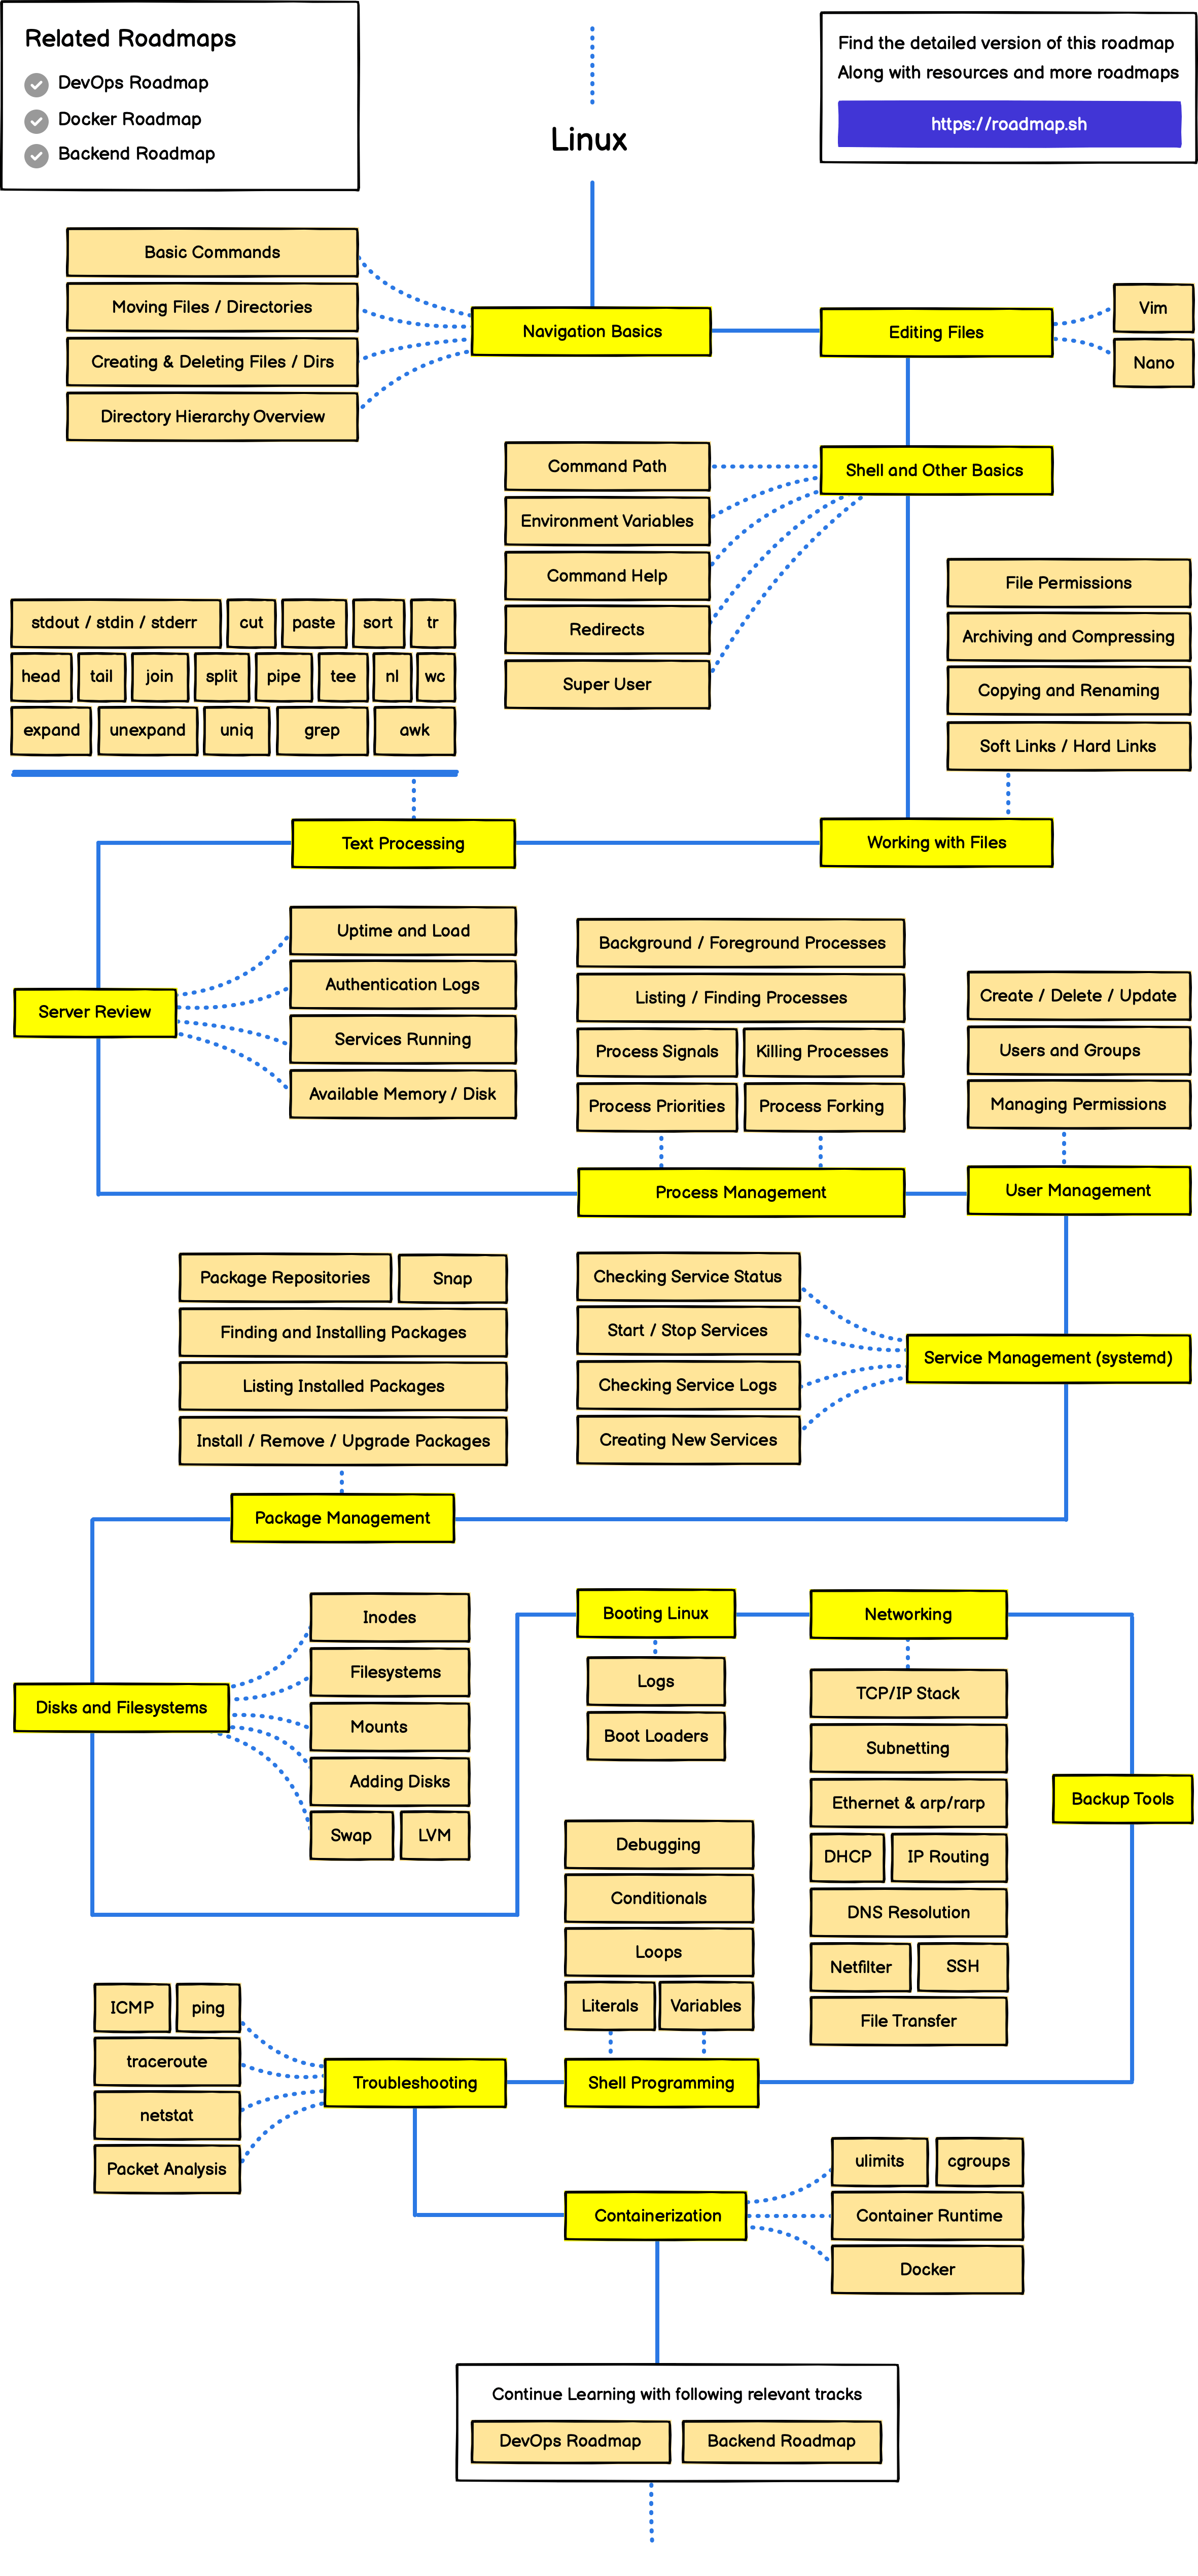 Related Roadmaps
DevOps Roadmap
Docker Roadmap
Backend Roadmap
Find the detailed version of this roadmap
Along with resources and more roadmaps
https://roadmap.sh
Linux
Basic Commands
Moving Files / Directories
Creating & Deleting Files / Dirs
Directory Hierarchy Overview
Navigation Basics
Editing Files
Vim
Nano
Shell and Other Basics
Command Path
Environment Variables
Command Help
Redirects
Super User
File Permissions
Archiving and Compressing
Copying and Renaming
Soft Links / Hard Links
stdout / stdin / stderr
cut
paste
sort
tr
head
tail
join
split
pipe
tee
nl
wc
expand
unexpand
uniq
grep
awk
Text Processing
Working with Files
Server Review
Uptime and Load
Authentication Logs
Services Running
Available Memory / Disk
Background / Foreground Processes
Listing / Finding Processes
Process Signals
Killing Processes
Process Priorities
Process Forking
Process Management
Create / Delete / Update
Users and Groups
Managing Permissions
User Management
Package Repositories
Snap
Finding and Installing Packages
Listing Installed Packages
Install / Remove / Upgrade Packages
Package Management
Checking Service Status
Start / Stop Services
Checking Service Logs
Creating New Services
Service Management (systemd)
Disks and Filesystems
Inodes
Filesystems
Mounts
Adding Disks
Swap
LVM
Booting Linux
Logs
Boot Loaders
Networking
TCP/IP Stack
Subnetting
Ethernet & arp/rarp
DHCP
IP Routing
DNS Resolution
Netfilter
SSH
File Transfer
Backup Tools
Debugging
Conditionals
Loops
Literals
Variables
Shell Programming
Troubleshooting
ICMP
ping
traceroute
netstat
Packet Analysis
Containerization
ulimits
cgroups
Container Runtime
Docker
Continue Learning with following relevant tracks
DevOps Roadmap
Backend Roadmap